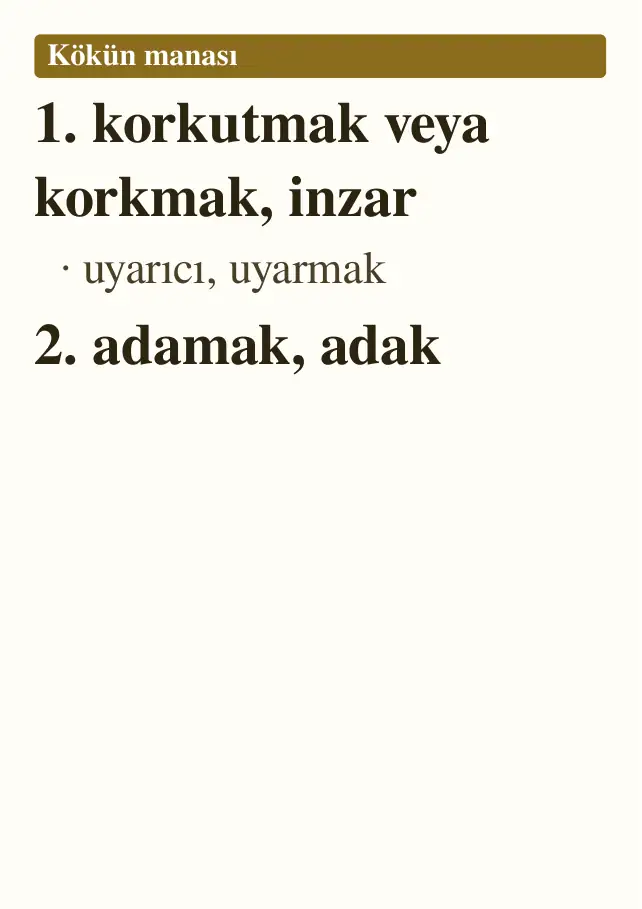 Kökün manası
1. korkutmak veya
korkmak, inzar
· uyarıcı, uyarmak
2. adamak, adak